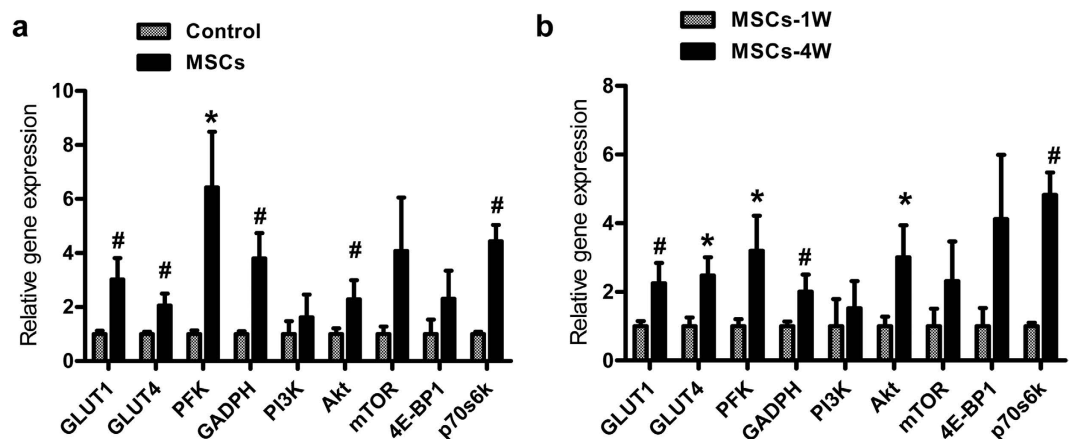 a
Control
MSCs
Relative gene expression
10
8
6
4
2
0
*
#
#
#
#
#
GLUT1
GLUT4
PFK
GADPH
PI3K
Akt
mTOR
4E-BP1
p70s6k
b
MSCs-1W
MSCs-4W
Relative gene expression
8
6
4
2
0
#
*
*
#
*
#
GLUT1
GLUT4
PFK
GADPH
PI3K
Akt
mTOR
4E-BP1
p70s6k